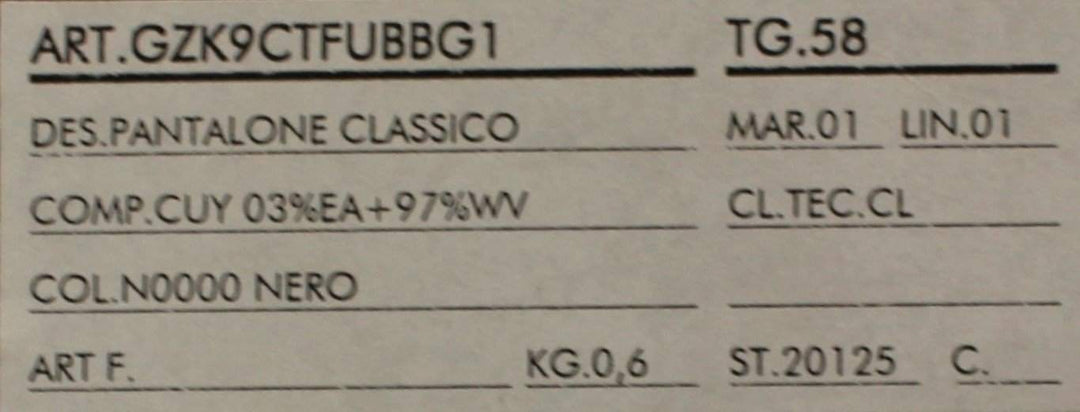 ART.GZK9CTFUBBG1 TG.58
DES.PANTALONE CLASSICO MAR.01 LIN.01
COMP.CUY 03%EA+97%WV CL.TEC.CL
COL.N0000 NERO
ART F. KG.0,6 ST.20125 C.